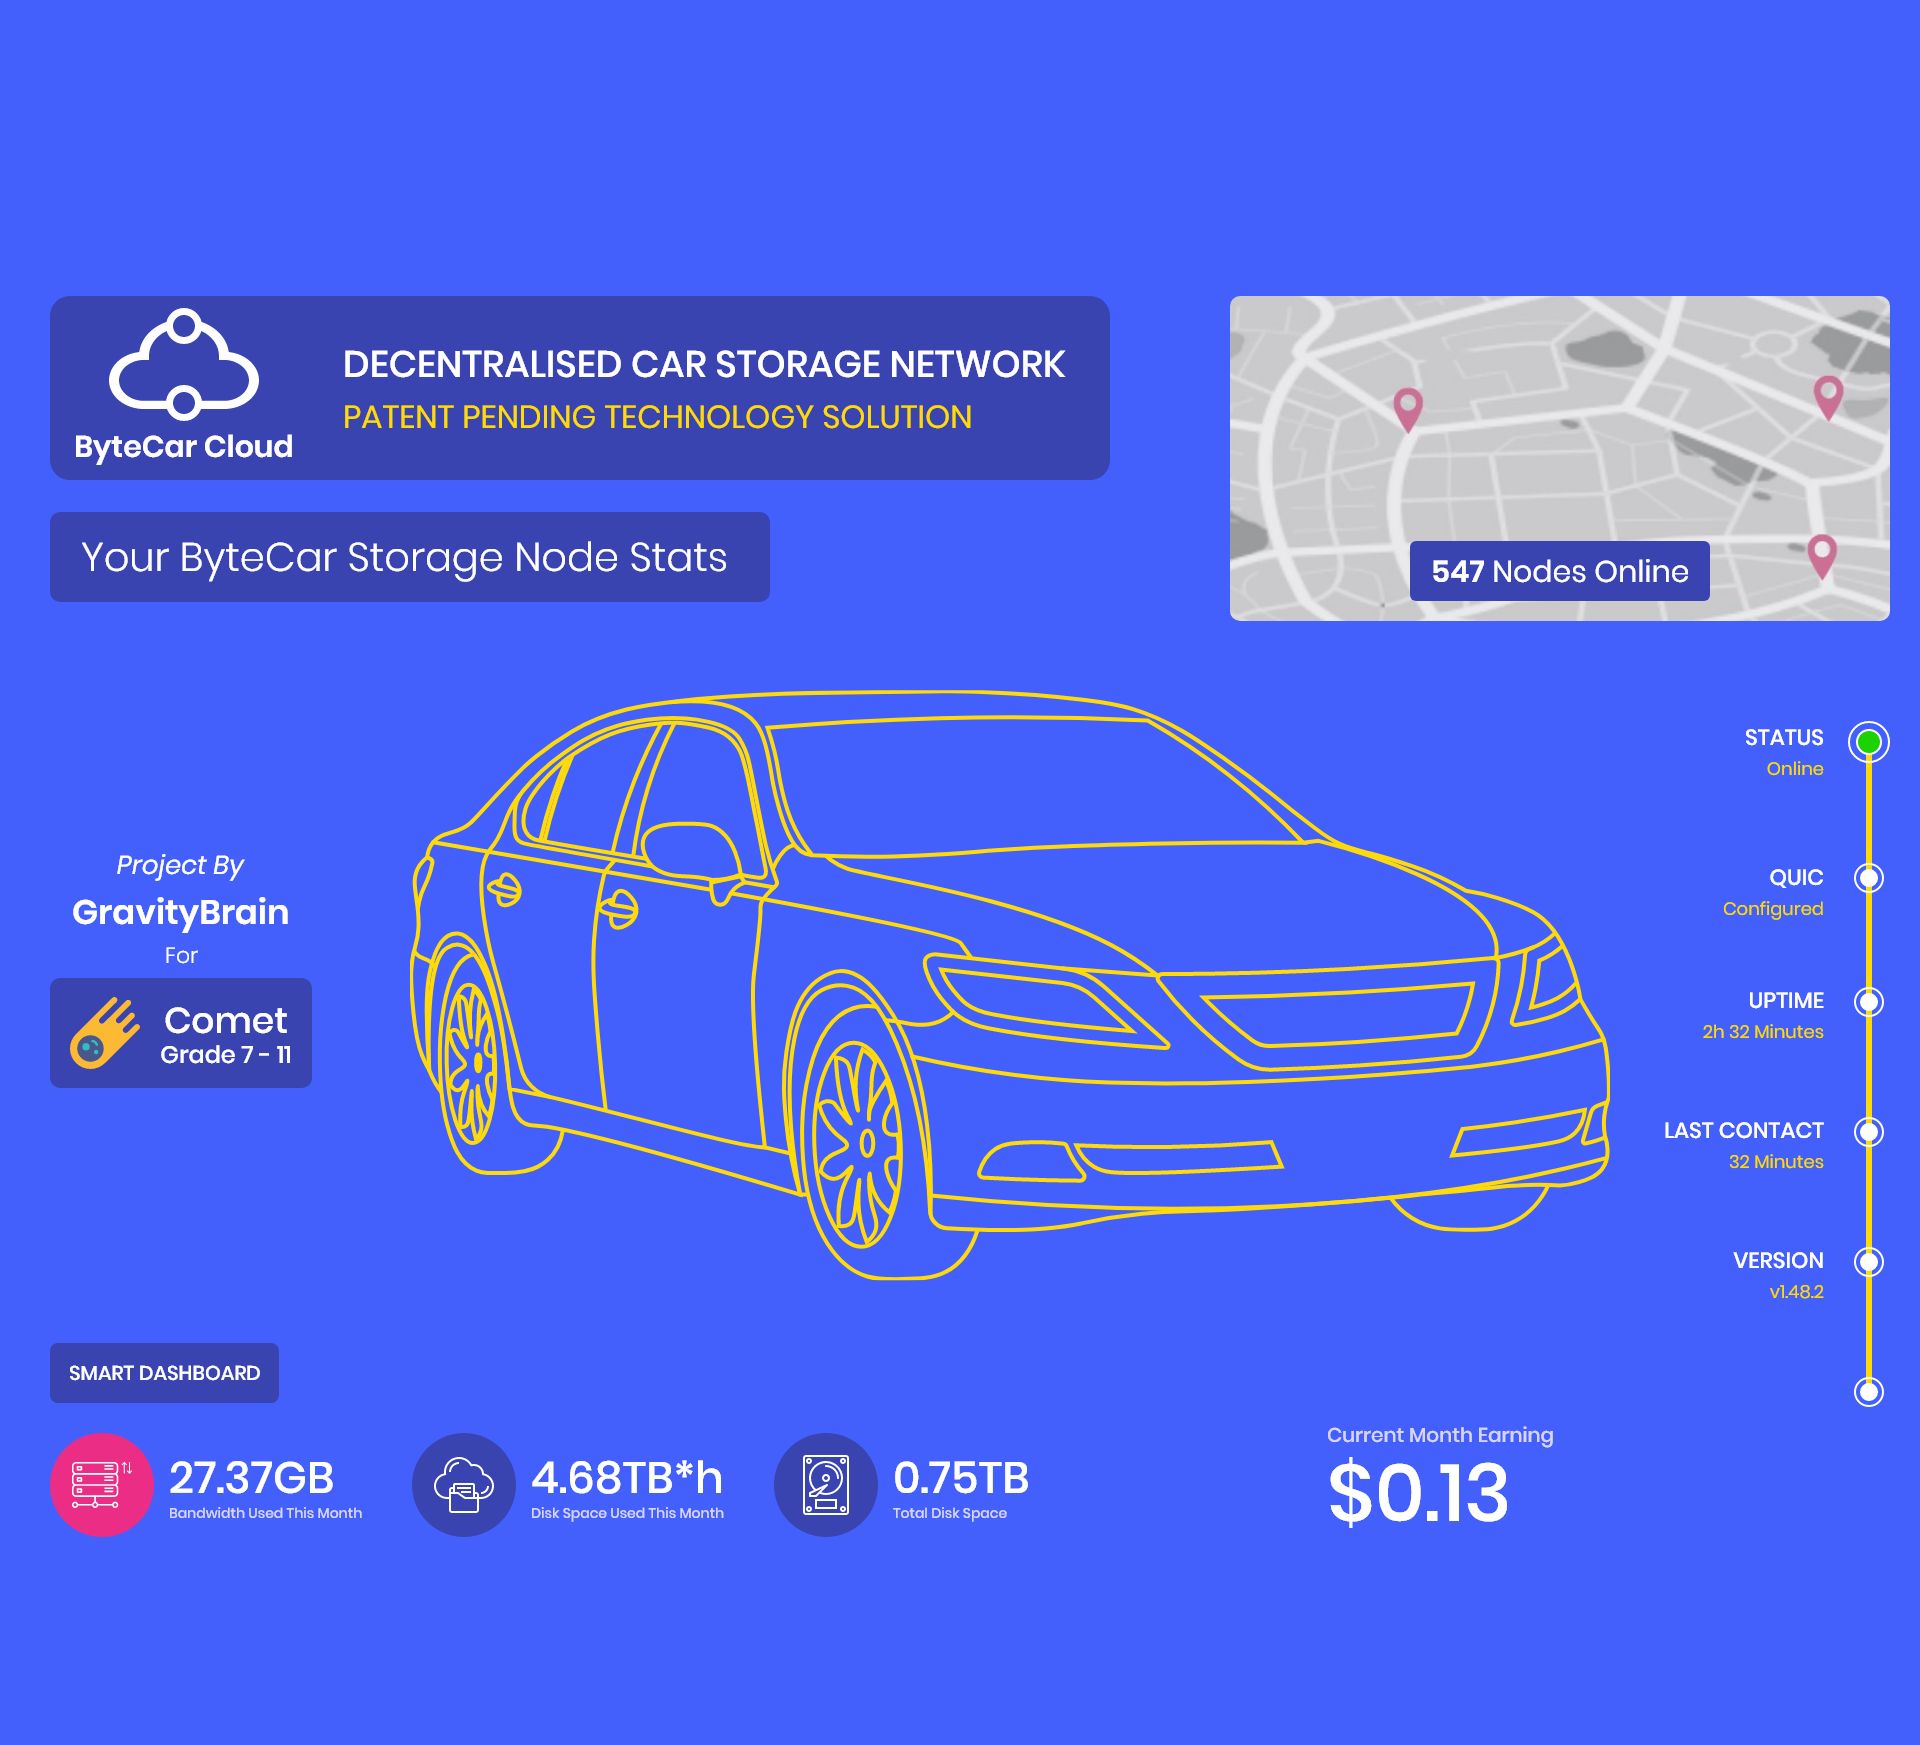 ByteCar Cloud
DECENTRALISED CAR STORAGE NETWORK
PATENT PENDING TECHNOLOGY SOLUTION
Your ByteCar Storage Node Stats
547 Nodes Online
STATUS
Online
QUIC
Configured
UPTIME
2h 32 Minutes
LAST CONTACT
32 Minutes
VERSION
v1.48.2
Project By
GravityBrain
For
Comet
Grade 7 - 11
SMART DASHBOARD
27.37GB
Bandwidth Used This Month
4.68TB*h
Disk Space Used This Month
0.75TB
Total Disk Space
Current Month Earning
$0.13